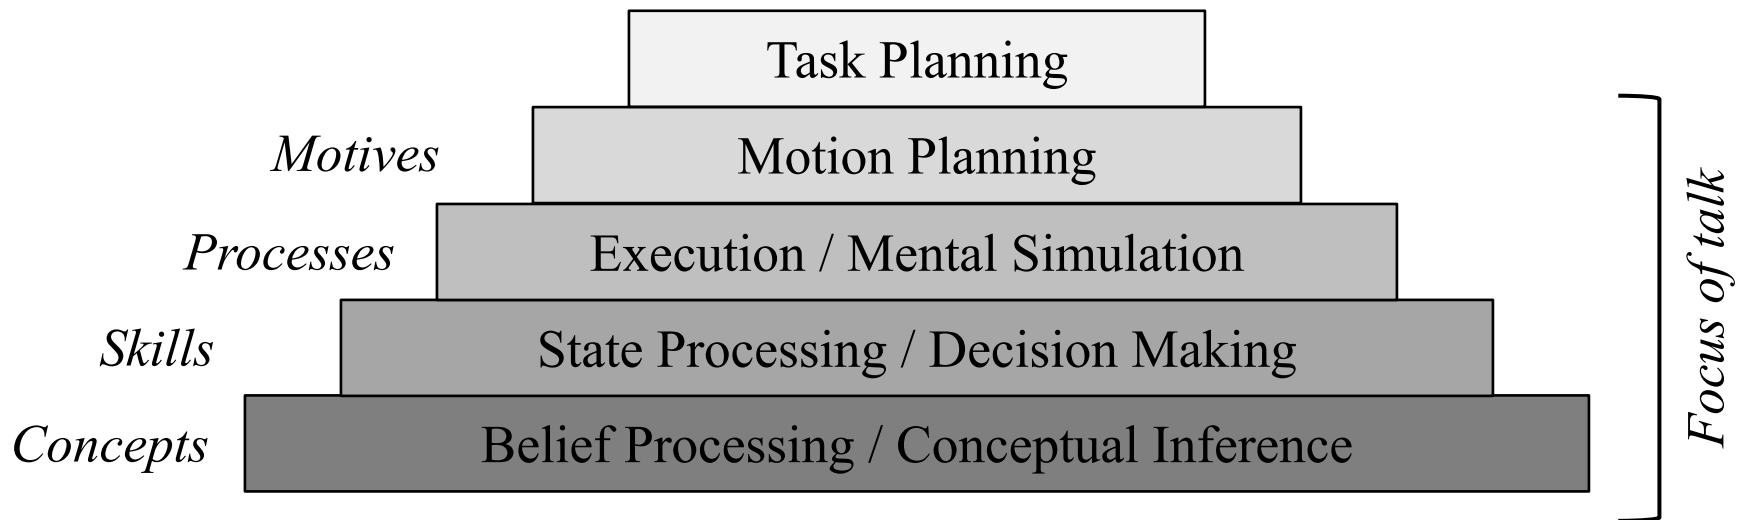 Task Planning
Motives
Motion Planning
Processes
Execution / Mental Simulation
Skills
State Processing / Decision Making
Concepts
Belief Processing / Conceptual Inference
Focus of talk